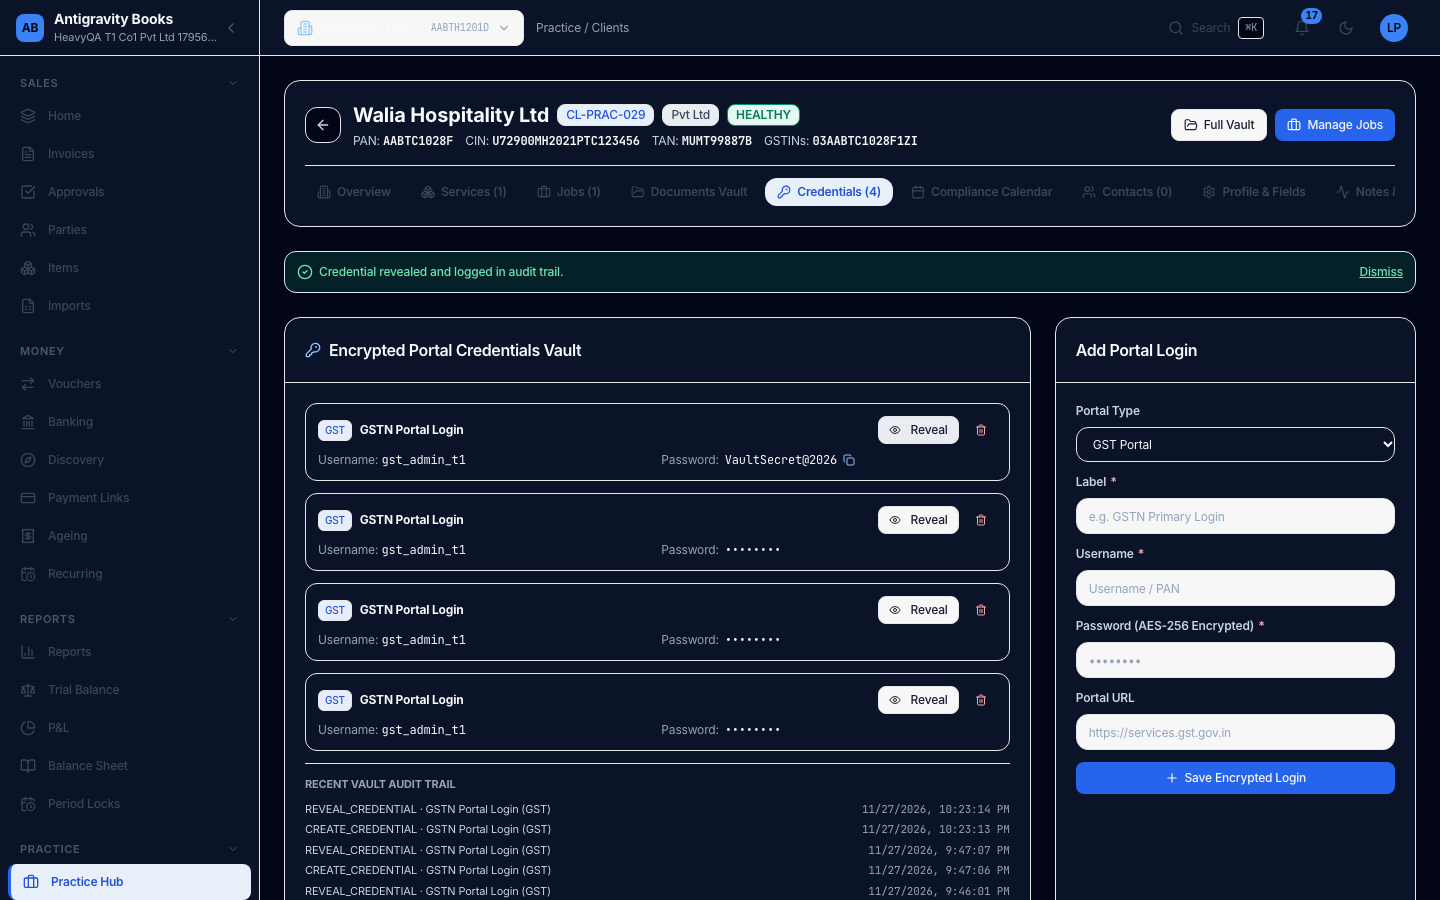 AB
Antigravity Books
HeavyQA T1 Co1 Pvt Ltd 17956...
AABTH1201D
Practice / Clients
Search
⌘K
17
LP
SALES
Home
Invoices
Approvals
Parties
Items
Imports
MONEY
Vouchers
Banking
Discovery
Payment Links
Ageing
Recurring
REPORTS
Reports
Trial Balance
P&L
Balance Sheet
Period Locks
PRACTICE
Practice Hub
Walia Hospitality Ltd CL-PRAC-029 Pvt Ltd HEALTHY
PAN: AABTC1028F CIN: U72900MH2021PTC123456 TAN: MUMT99887B GSTINs: 03AABTC1028F1ZI
Full Vault
Manage Jobs
Overview Services (1) Jobs (1) Documents Vault Credentials (4) Compliance Calendar Contacts (0) Profile & Fields Notes &
Credential revealed and logged in audit trail.
Dismiss
Encrypted Portal Credentials Vault
GST GSTN Portal Login Reveal
Username: gst_admin_t1 Password: VaultSecret@2026
GST GSTN Portal Login Reveal
Username: gst_admin_t1 Password: ••••••••
GST GSTN Portal Login Reveal
Username: gst_admin_t1 Password: ••••••••
GST GSTN Portal Login Reveal
Username: gst_admin_t1 Password: ••••••••
RECENT VAULT AUDIT TRAIL
REVEAL_CREDENTIAL · GSTN Portal Login (GST) 11/27/2026, 10:23:14 PM
CREATE_CREDENTIAL · GSTN Portal Login (GST) 11/27/2026, 10:23:13 PM
REVEAL_CREDENTIAL · GSTN Portal Login (GST) 11/27/2026, 9:47:07 PM
CREATE_CREDENTIAL · GSTN Portal Login (GST) 11/27/2026, 9:47:06 PM
REVEAL_CREDENTIAL · GSTN Portal Login (GST) 11/27/2026, 9:46:01 PM
Add Portal Login
Portal Type
GST Portal
Label *
e.g. GSTN Primary Login
Username *
Username / PAN
Password (AES-256 Encrypted) *
••••••••
Portal URL
https://services.gst.gov.in
Save Encrypted Login